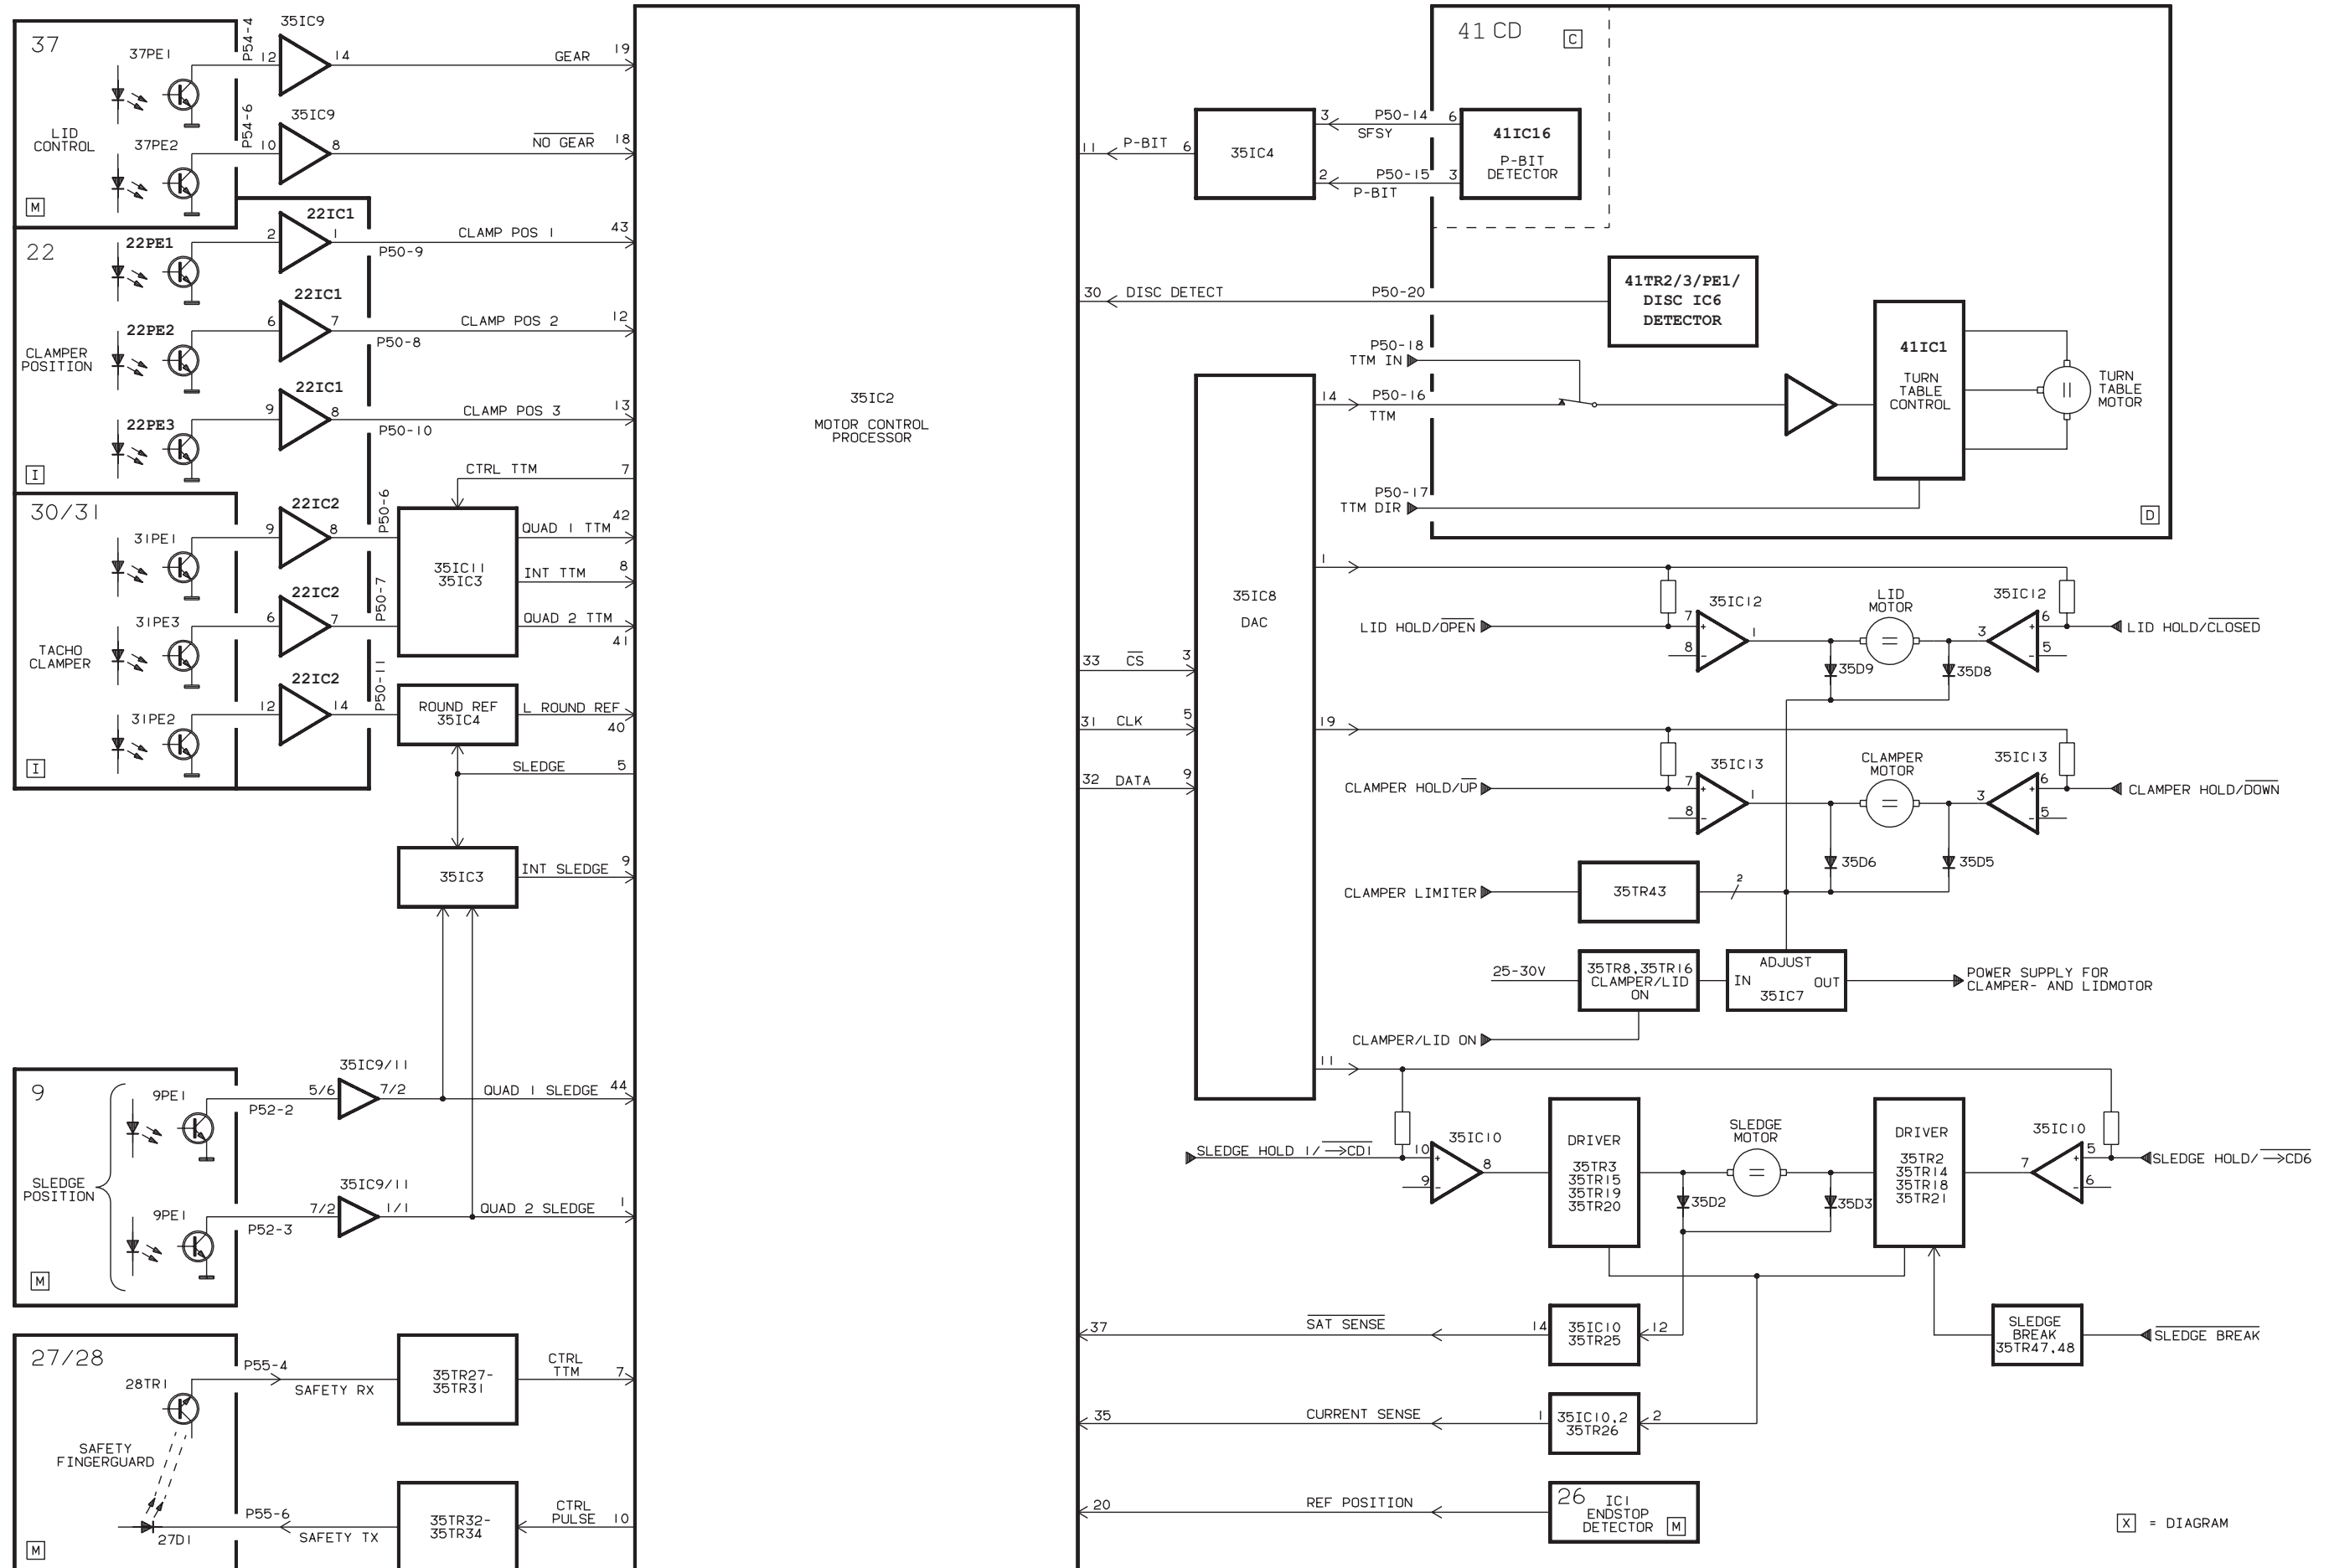 37
37PE1
37PE2
LID
CONTROL
M
P54-4
P54-6
35IC9
12
14
GEAR
19
35IC9
10
8
NO GEAR
18
22
22PE1
22PE2
22PE3
CLAMPER
POSITION
I
22IC1
2
1
P50-9
CLAMP POS 1
43
22IC1
6
7
P50-8
CLAMP POS 2
12
22IC1
9
8
P50-10
CLAMP POS 3
13
CTRL TTM
7
30/31
31PE1
31PE3
31PE2
TACHO
CLAMPER
I
22IC2
9
8
P50-6
22IC2
6
7
P50-7
22IC2
12
14
P50-11
35IC11
35IC3
QUAD 1 TTM
42
INT TTM
8
QUAD 2 TTM
41
ROUND REF
35IC4
L ROUND REF
40
SLEDGE
5
35IC3
INT SLEDGE
9
9
9PE1
9PE1
SLEDGE
POSITION
M
P52-2
P52-3
35IC9/11
5/6
7/2
QUAD 1 SLEDGE
44
35IC9/11
7/2
1/1
QUAD 2 SLEDGE
1
27/28
28TR1
SAFETY
FINGERGUARD
27D1
M
P55-4
SAFETY RX
35TR27-
35TR31
CTRL
TTM
7
P55-6
SAFETY TX
35TR32-
35TR34
CTRL
PULSE
10
35IC2
MOTOR CONTROL
PROCESSOR
11
P-BIT
6
35IC4
3
P50-14
6
SFSY
2
P50-15
3
P-BIT
41 CD
C
41IC16
P-BIT
DETECTOR
30
DISC DETECT
P50-20
41TR2/3/PE1/
DISC IC6
DETECTOR
P50-18
TTM IN
14
P50-16
TTM
P50-17
TTM DIR
41IC1
TURN
TABLE
CONTROL
TURN
TABLE
MOTOR
D
35IC8
DAC
33
CS
3
31
CLK
5
32
DATA
9
1
LID HOLD/OPEN
7
8
35IC12
1
LID
MOTOR
35D9
35D8
35IC12
3
6
5
LID HOLD/CLOSED
19
CLAMPER HOLD/UP
7
8
35IC13
1
CLAMPER
MOTOR
35D6
35D5
35IC13
3
6
5
CLAMPER HOLD/DOWN
CLAMPER LIMITER
35TR43
2
25-30V
35TR8,35TR16
CLAMPER/LID
ON
ADJUST
IN
OUT
35IC7
POWER SUPPLY FOR
CLAMPER- AND LIDMOTOR
CLAMPER/LID ON
11
SLEDGE HOLD 1/→CD1
10
9
35IC10
8
DRIVER
35TR3
35TR15
35TR19
35TR20
SLEDGE
MOTOR
35D2
35D3
DRIVER
35TR2
35TR14
35TR18
35TR21
35IC10
7
5
6
SLEDGE HOLD/→CD6
37
SAT SENSE
14
35IC10
35TR25
12
SLEDGE
BREAK
35TR47,48
SLEDGE BREAK
35
CURRENT SENSE
1
35IC10,2
35TR26
2
20
REF POSITION
26
IC1
ENDSTOP
DETECTOR
M
X = DIAGRAM